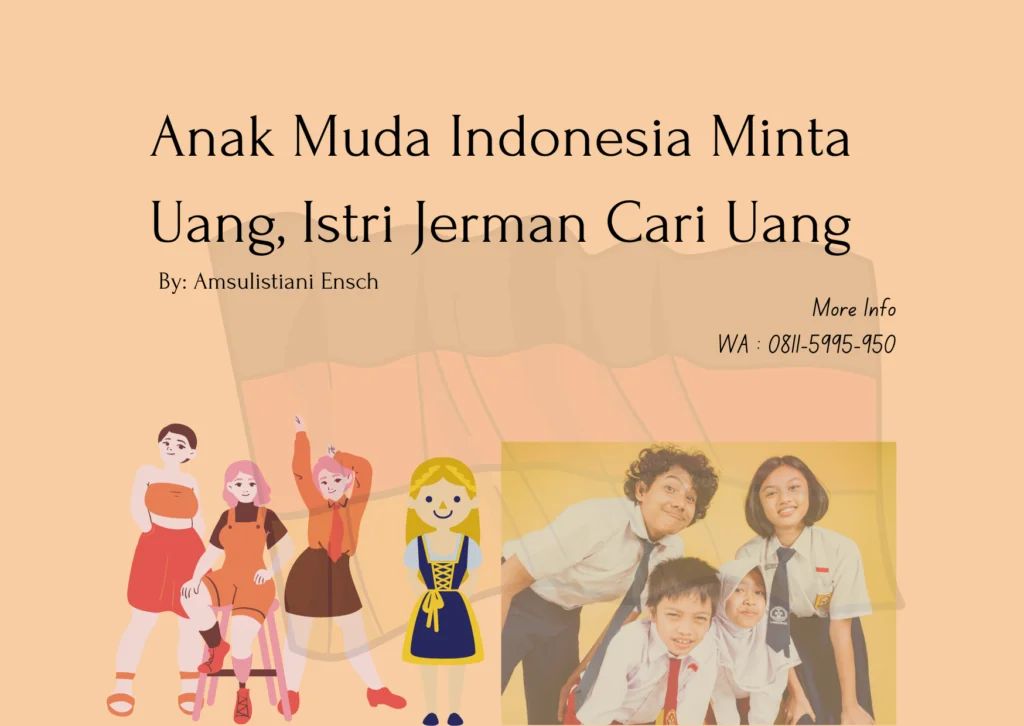 Anak Muda Indonesia Minta
Uang, Istri Jerman Cari Uang
By: Amsulistiani Ensch
More Info
WA : 0811-5995-950